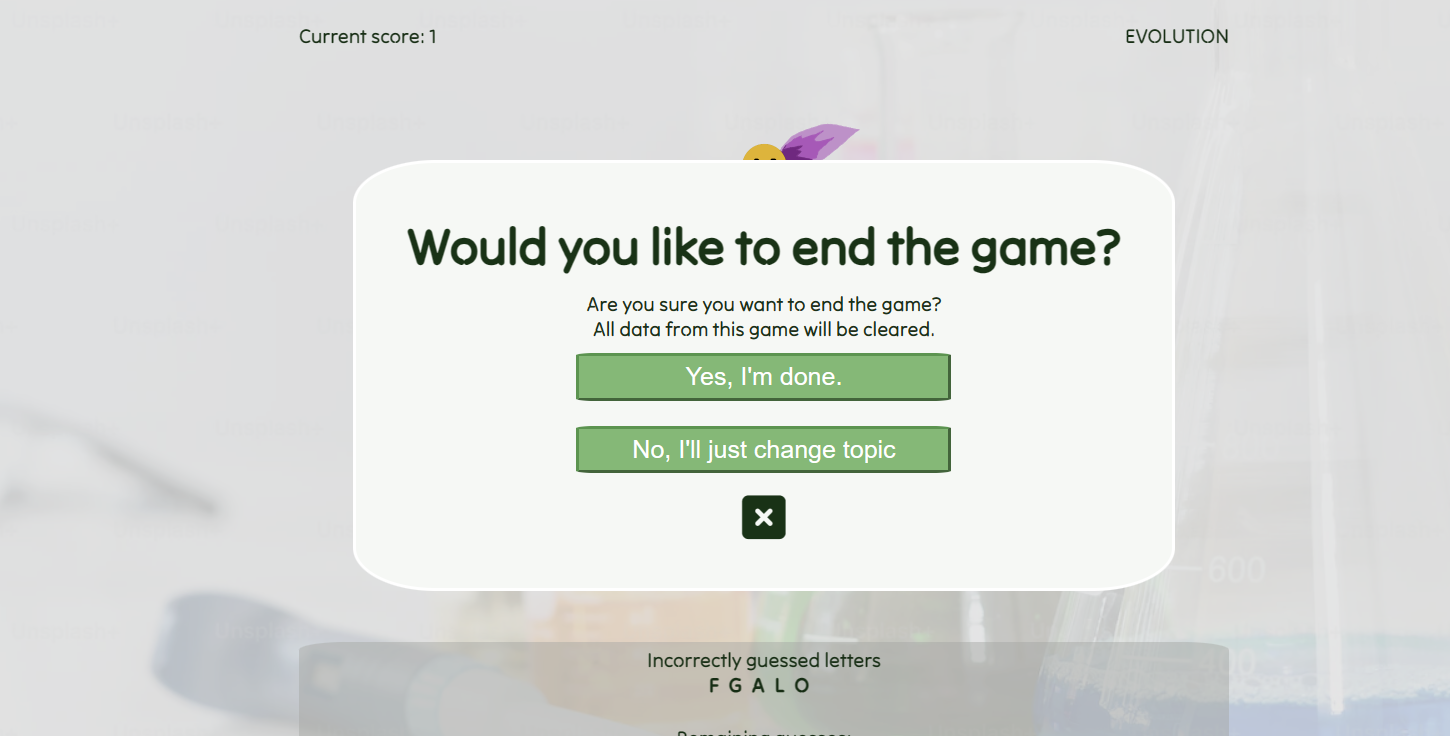 Current score: 1
EVOLUTION
Would you like to end the game?
Are you sure you want to end the game?
All data from this game will be cleared.
Yes, I'm done.
No, I'll just change topic
600
Incorrectly guessed letters
F G A L O
Remaining guesses: